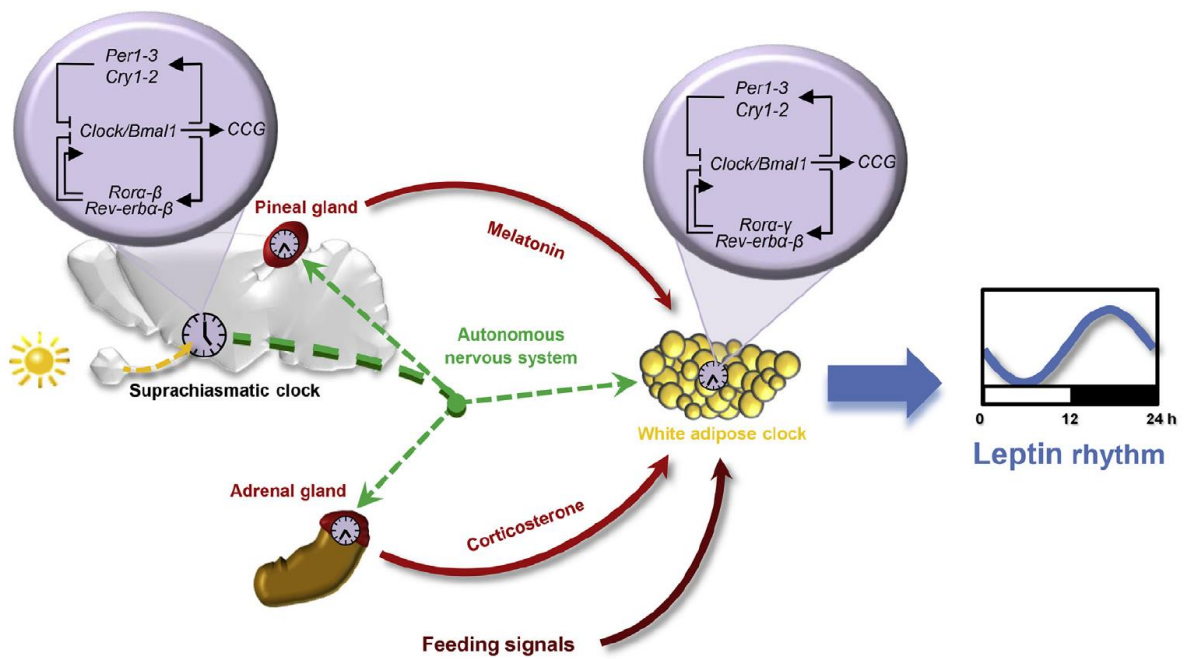 Per1-3
Cry1-2
Clock/Bmal1
CCG
Rorα-β
Rev-erbα-β
Per1-3
Cry1-2
Clock/Bmal1
CCG
Rorα-γ
Rev-erbα-β
Pineal gland
Melatonin
Autonomous
nervous system
Suprachiasmatic clock
White adipose clock
0
12
24 h
Leptin rhythm
Adrenal gland
Corticosterone
Feeding signals